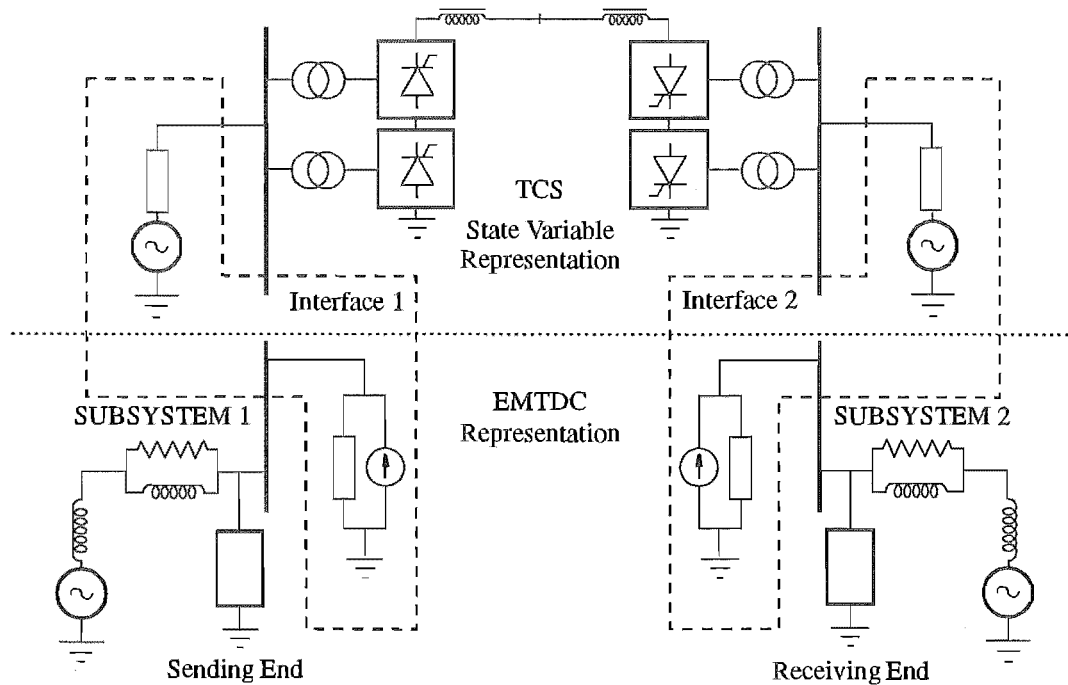 TCS
State Variable
Representation
Interface 1
Interface 2
SUBSYSTEM 1
EMTDC
Representation
SUBSYSTEM 2
Sending End
Receiving End